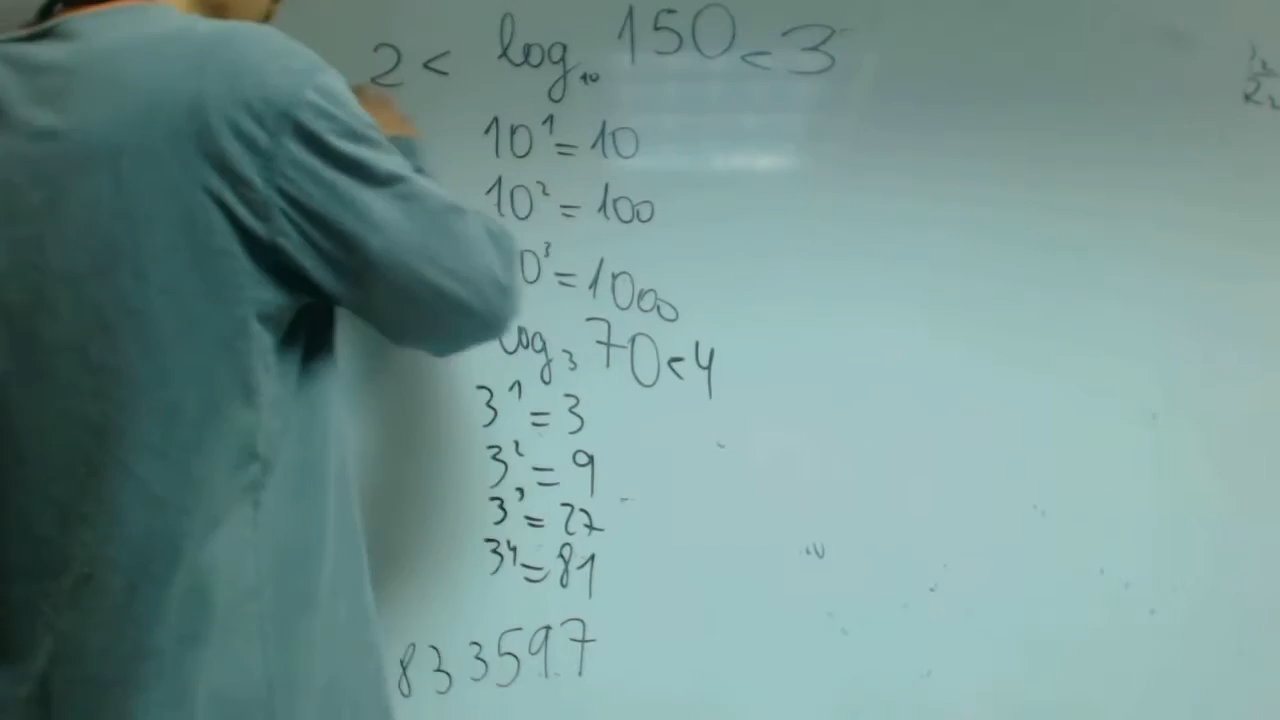 2 < log₁₀ 150 < 3
10¹ = 10
10² = 100
0³ = 1000
log₃ 70 < 4
3¹ = 3
3² = 9
3³ = 27
3⁴ = 81
833597